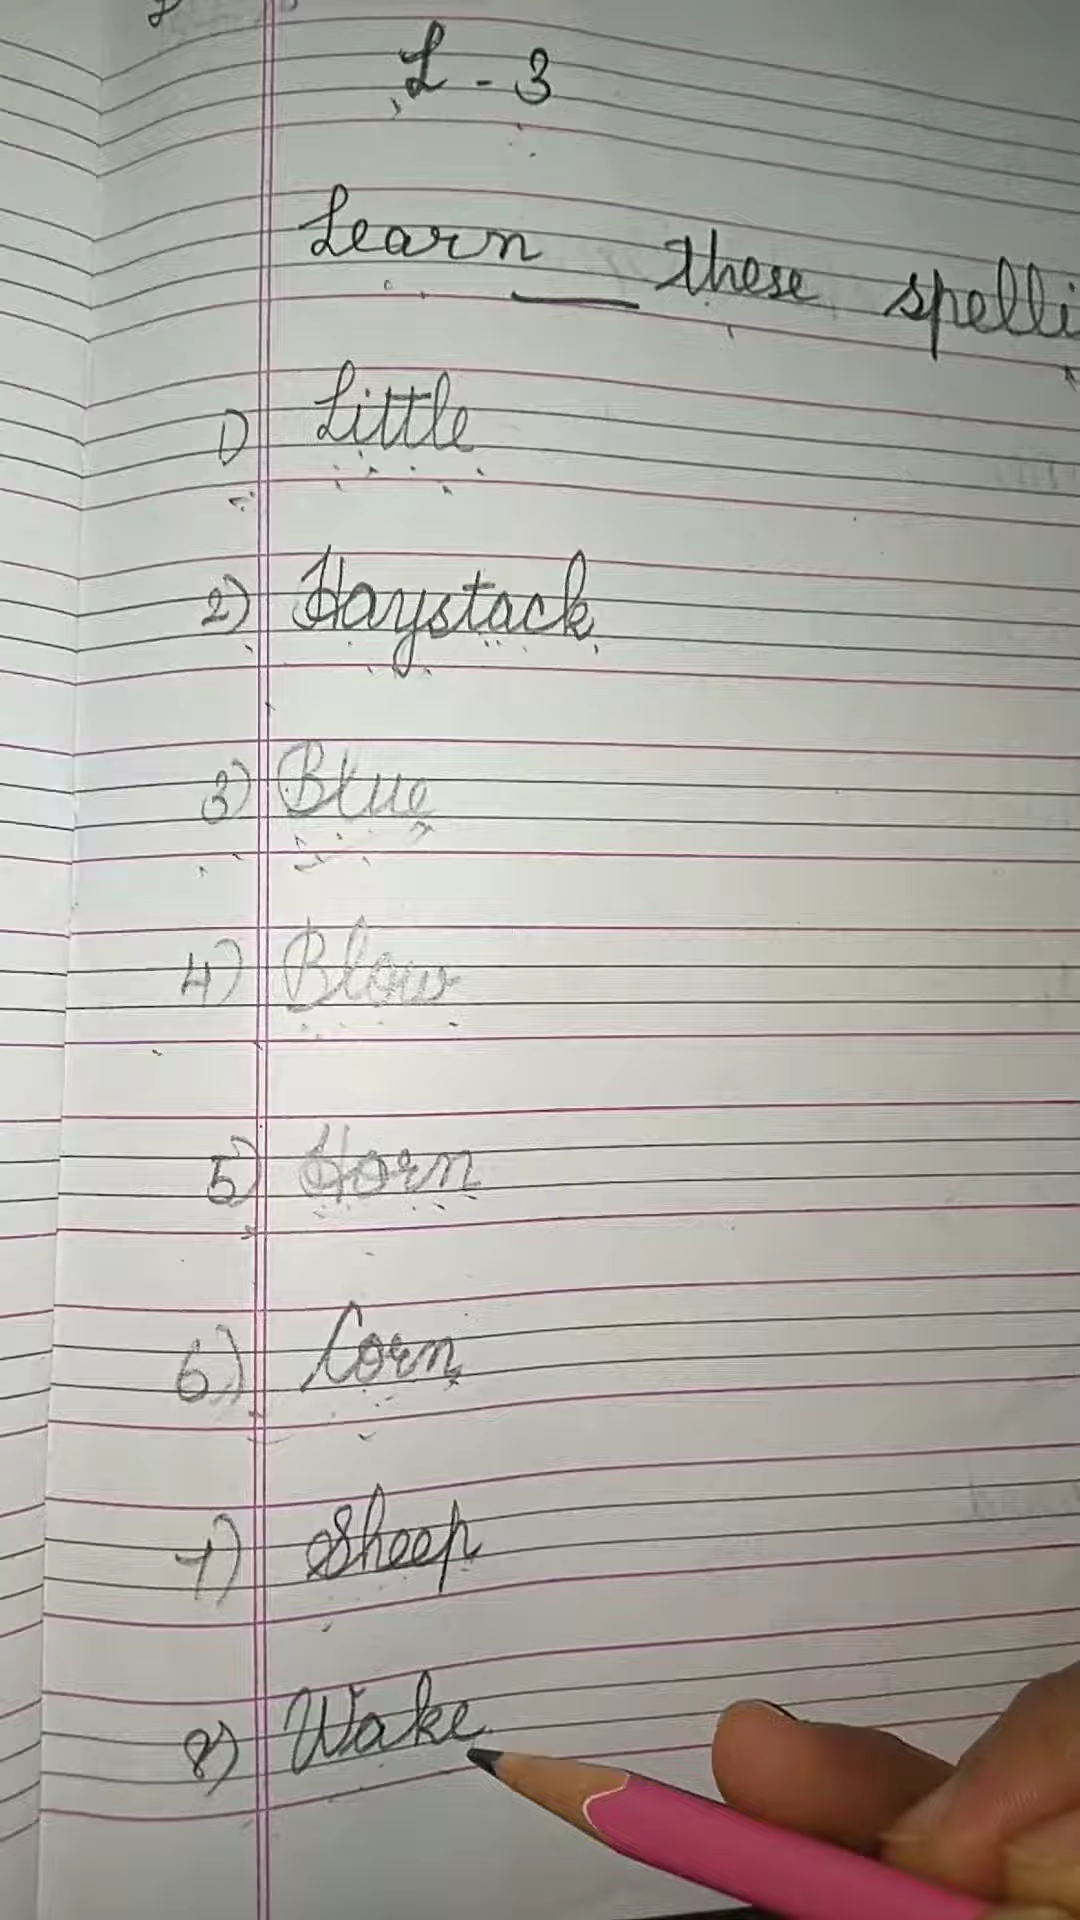 L - 3
Learn these spelli
1) Little
2) Haystack
3) Blue
4) Blow
5) Horn
6) Corn
7) Sheep
8) Wake